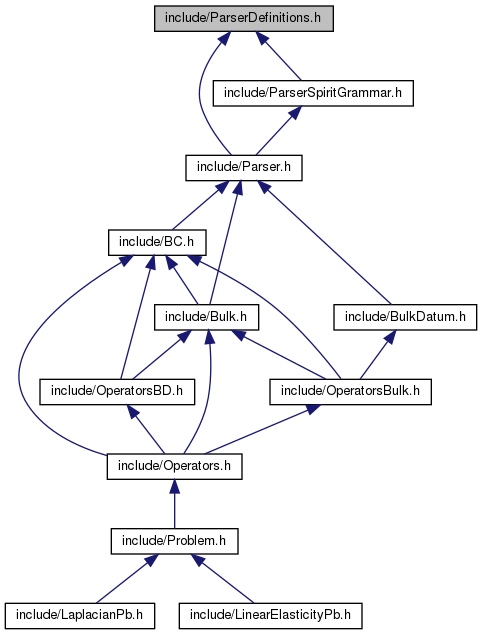 include/ParserDefinitions.h
include/ParserSpiritGrammar.h
include/Parser.h
include/BC.h
include/Bulk.h
include/BulkDatum.h
include/OperatorsBD.h
include/OperatorsBulk.h
include/Operators.h
include/Problem.h
include/LaplacianPb.h
include/LinearElasticityPb.h